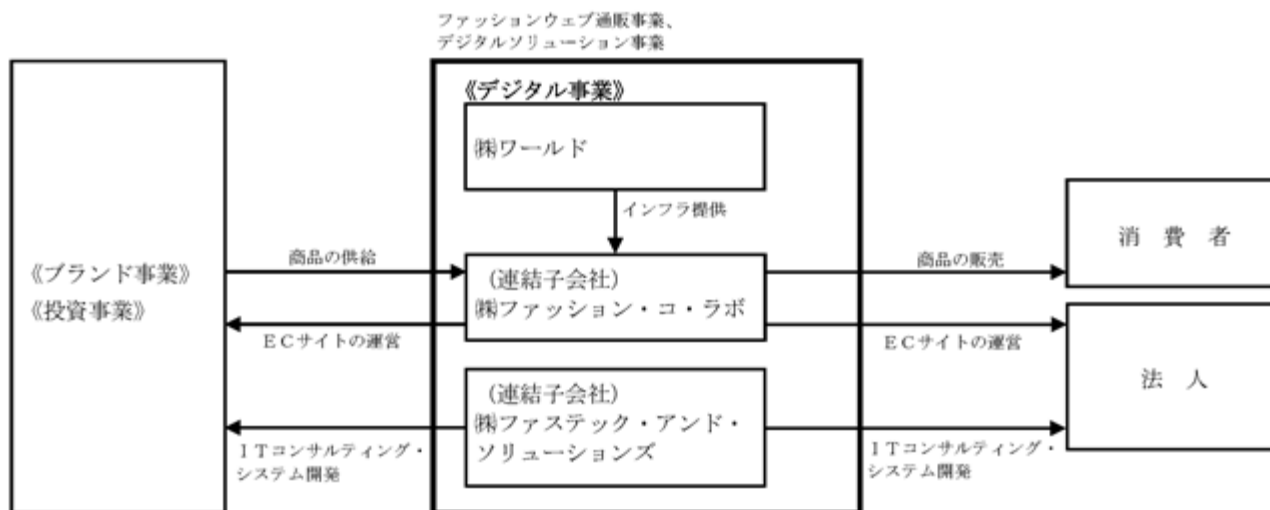 ファッションウェブ通販事業、
デジタルソリューション事業
《デジタル事業》
㈱ワールド
インフラ提供
《ブランド事業》
《投資事業》
商品の供給
(連結子会社)
㈱ファッション・コ・ラボ
商品の販売
消 費 者
ECサイトの運営
ECサイトの運営
法 人
(連結子会社)
㈱ファステック・アンド・
ソリューションズ
ITコンサルティング・
システム開発
ITコンサルティング・
システム開発